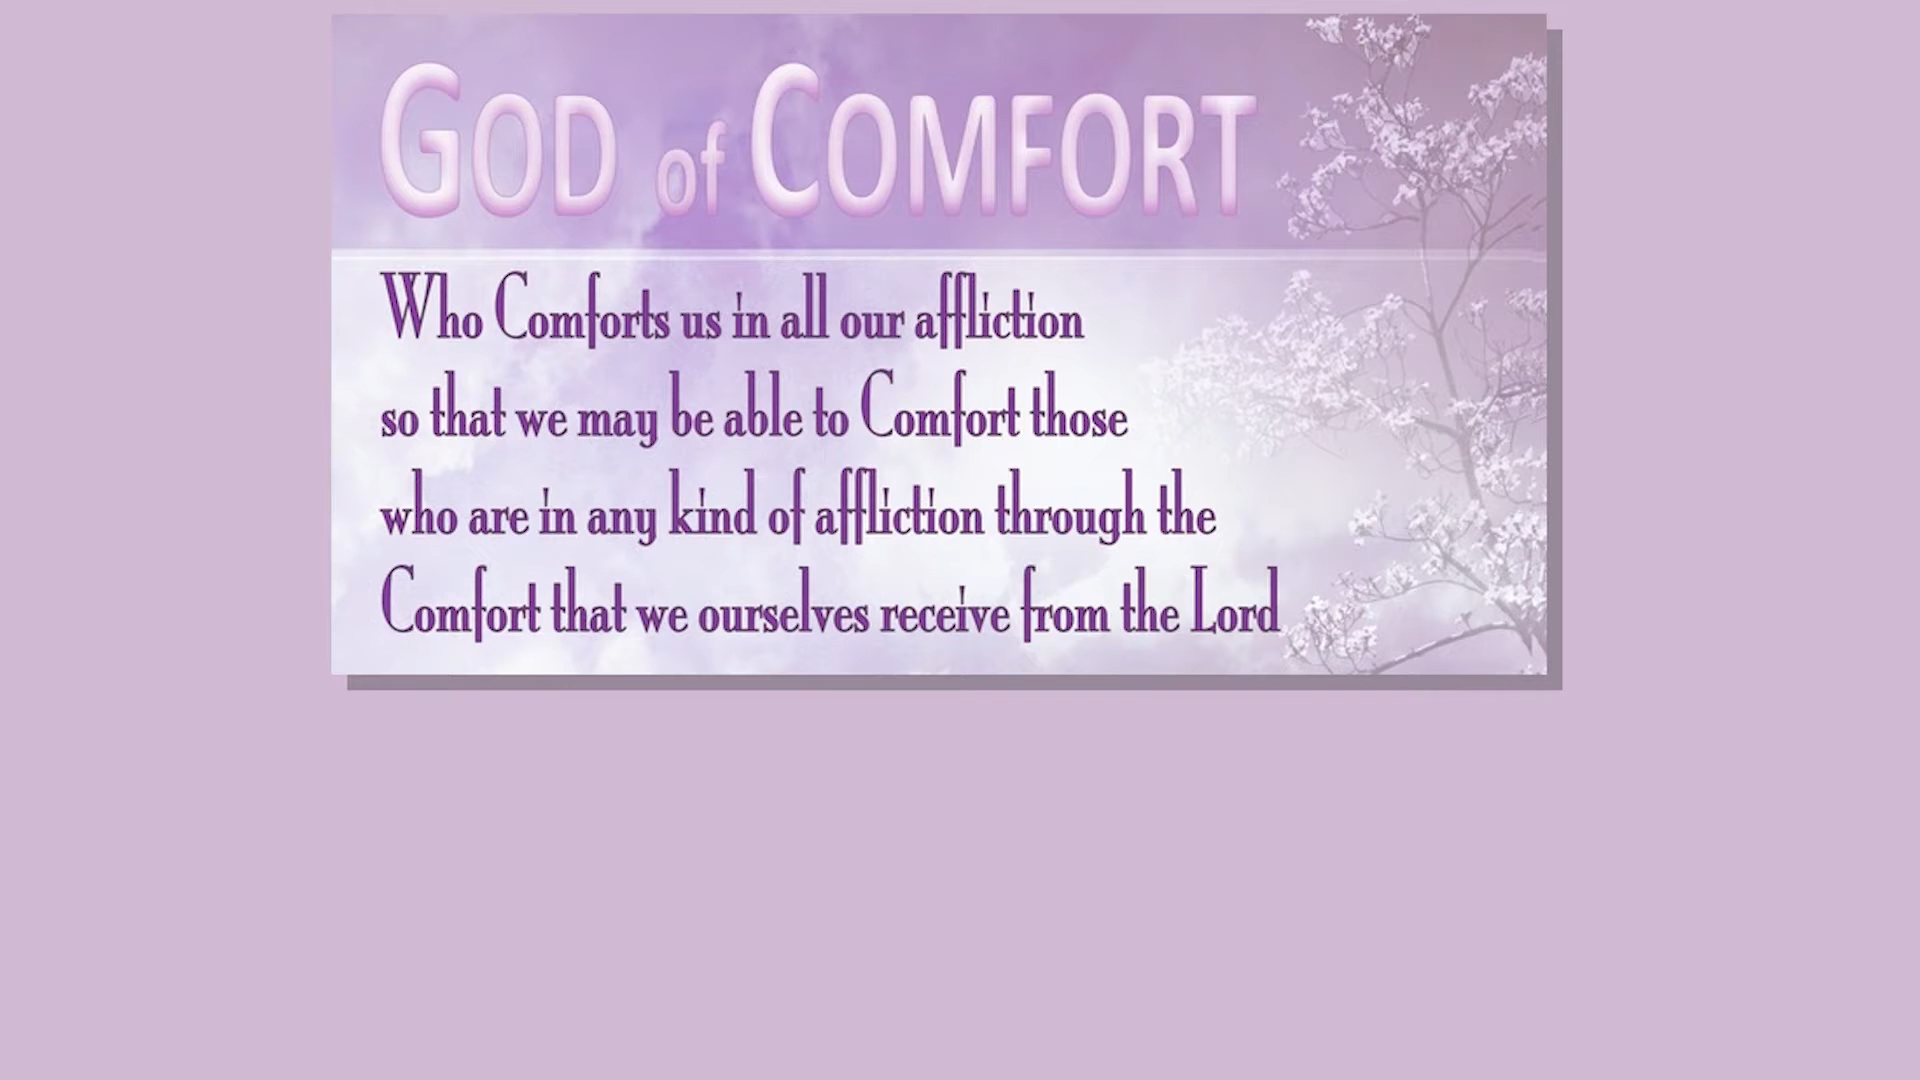 GOD of COMFORT
Who Comforts us in all our affliction
so that we may be able to Comfort those
who are in any kind of affliction through the
Comfort that we ourselves receive from the Lord